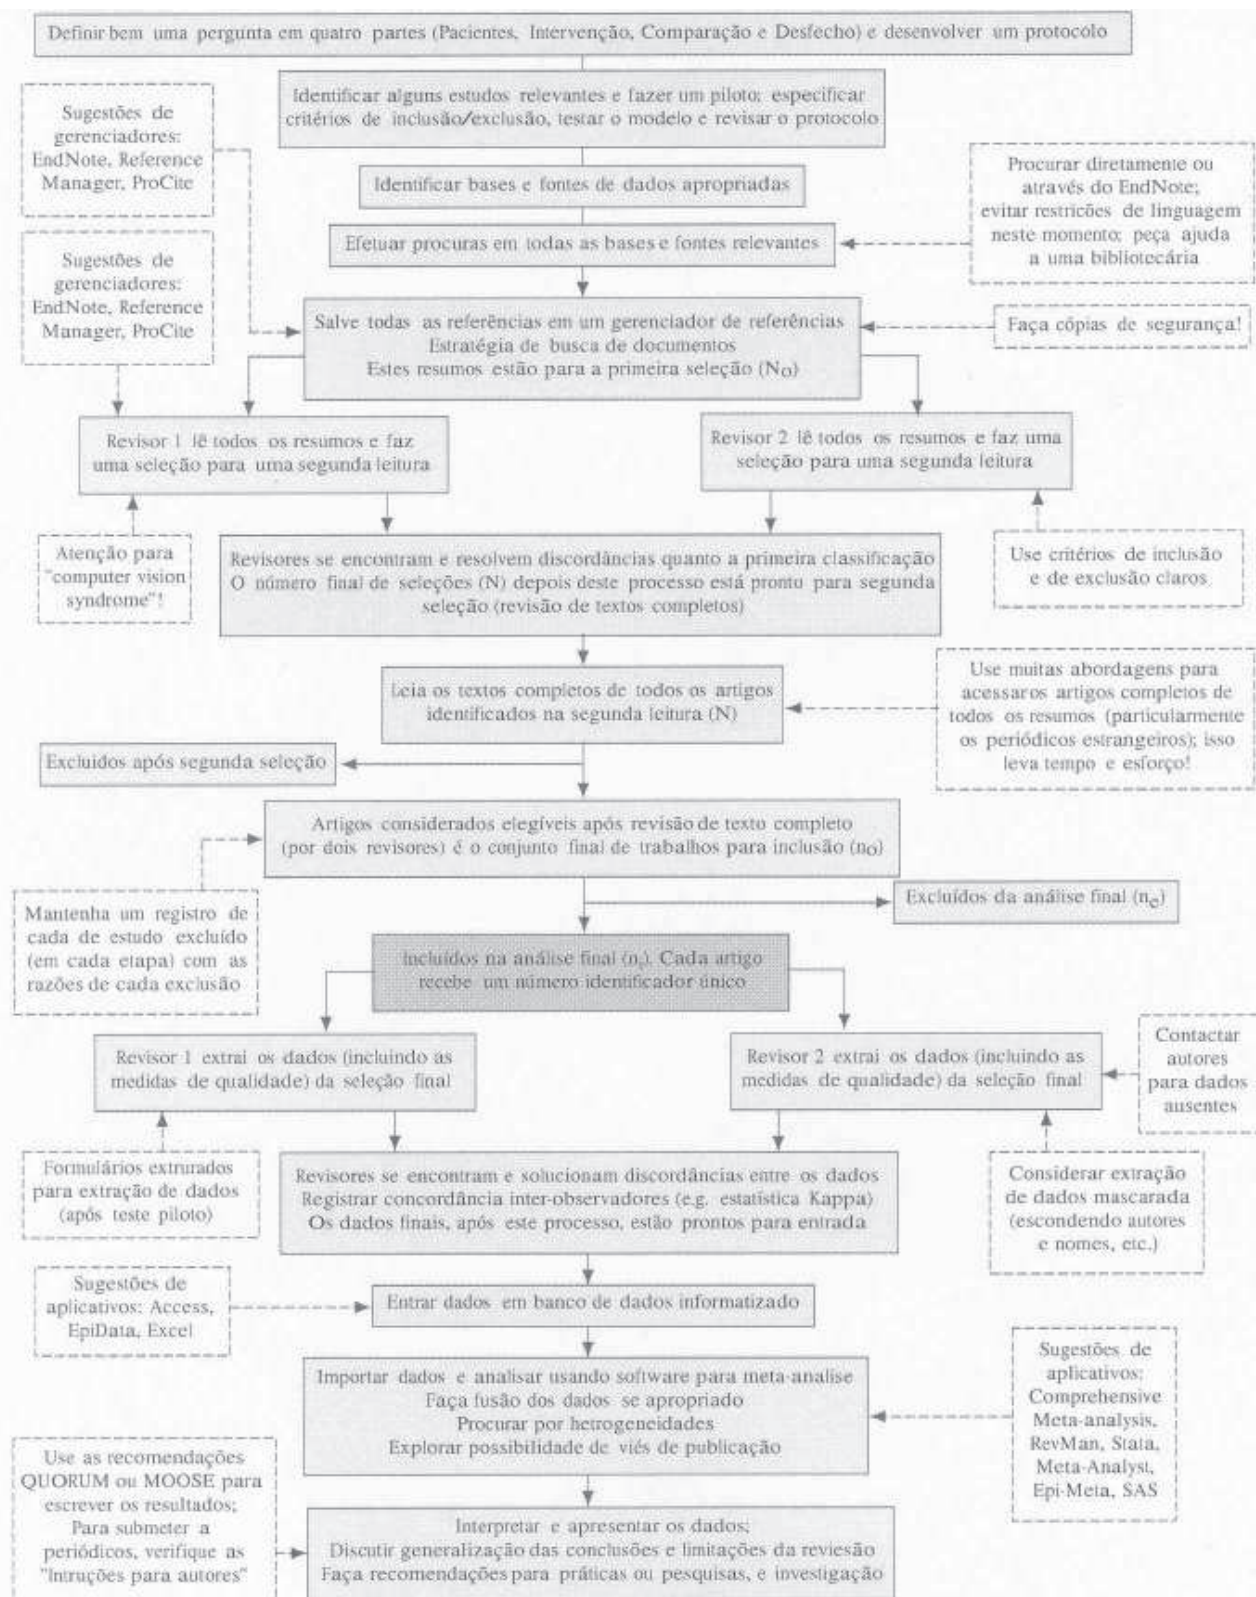 Definir bem uma pergunta em quatro partes (Pacientes, Intervenção, Comparação e Desfecho) e desenvolver um protocolo
Identificar alguns estudos relevantes e fazer um piloto; especificar
critérios de inclusão/exclusão, testar o modelo e revisar o protocolo
Sugestões de
gerenciadores:
EndNote, Reference
Manager, ProCite
Identificar bases e fontes de dados apropriadas
Procurar diretamente ou
através do EndNote;
evitar restrições de linguagem
neste momento; peça ajuda
a uma bibliotecária
Efetuar procuras em todas as bases e fontes relevantes
Sugestões de
gerenciadores:
EndNote, Reference
Manager, ProCite
Salve todas as referências em um gerenciador de referências
Estratégia de busca de documentos
Estes resumos estão para a primeira seleção (No)
Faça cópias de segurança!
Revisor 1 lê todos os resumos e faz
uma seleção para uma segunda leitura
Revisor 2 lê todos os resumos e faz uma
seleção para uma segunda leitura
Atenção para
"computer vision
syndrome"!
Revisores se encontram e resolvem discordâncias quanto a primeira classificação
O número final de seleções (N) depois deste processo está pronto para segunda
seleção (revisão de textos completos)
Use critérios de inclusão
e de exclusão claros
Leia os textos completos de todos os artigos
identificados na segunda leitura (N)
Use muitas abordagens para
acessaros artigos completos de
todos os resumos (particularmente
os periódicos estrangeiros); isso
leva tempo e esforço!
Excluidos após segunda seleção
Artigos considerados elegíveis após revisão de texto completo
(por dois revisores) é o conjunto final de trabalhos para inclusão (no)
Excluídos da análise final (ne)
Mantenha um registro de
cada de estudo excluído
(em cada etapa) com as
razões de cada exclusão
Incluídos na análise final (ni). Cada artigo
recebe um número identificador único
Revisor 1 extrai os dados (incluindo as
medidas de qualidade) da seleção final
Revisor 2 extrai os dados (incluindo as
medidas de qualidade) da seleção final
Contactar
autores
para dados
ausentes
Formulários extrurados
para extração de dados
(após teste piloto)
Revisores se encontram e solucionam discordâncias entre os dados
Registrar concordância inter-observadores (e.g. estatística Kappa)
Os dados finais, após este processo, estão prontos para entrada
Considerar extração
de dados mascarada
(escondendo autores
e nomes, etc.)
Sugestões de
aplicativos: Access,
EpiData, Excel
Entrar dados em banco de dados informatizado
Importar dados e analisar usando software para meta-analise
Faça fusão dos dados se apropriado
Procurar por hetrogeneidades
Explorar possibilidade de viés de publicação
Sugestões de
aplicativos:
Comprehensive
Meta-analysis,
RevMan, Stata,
Meta-Analyst,
Epi-Meta, SAS
Use as recomendações
QUORUM ou MOOSE para
escrever os resultados;
Para submeter a
periódicos, verifique as
"Intruções para autores"
Interpretar e apresentar os dados;
Discutir generalização das conclusões e limitações da reviesão
Faça recomendações para práticas ou pesquisas, e investigação